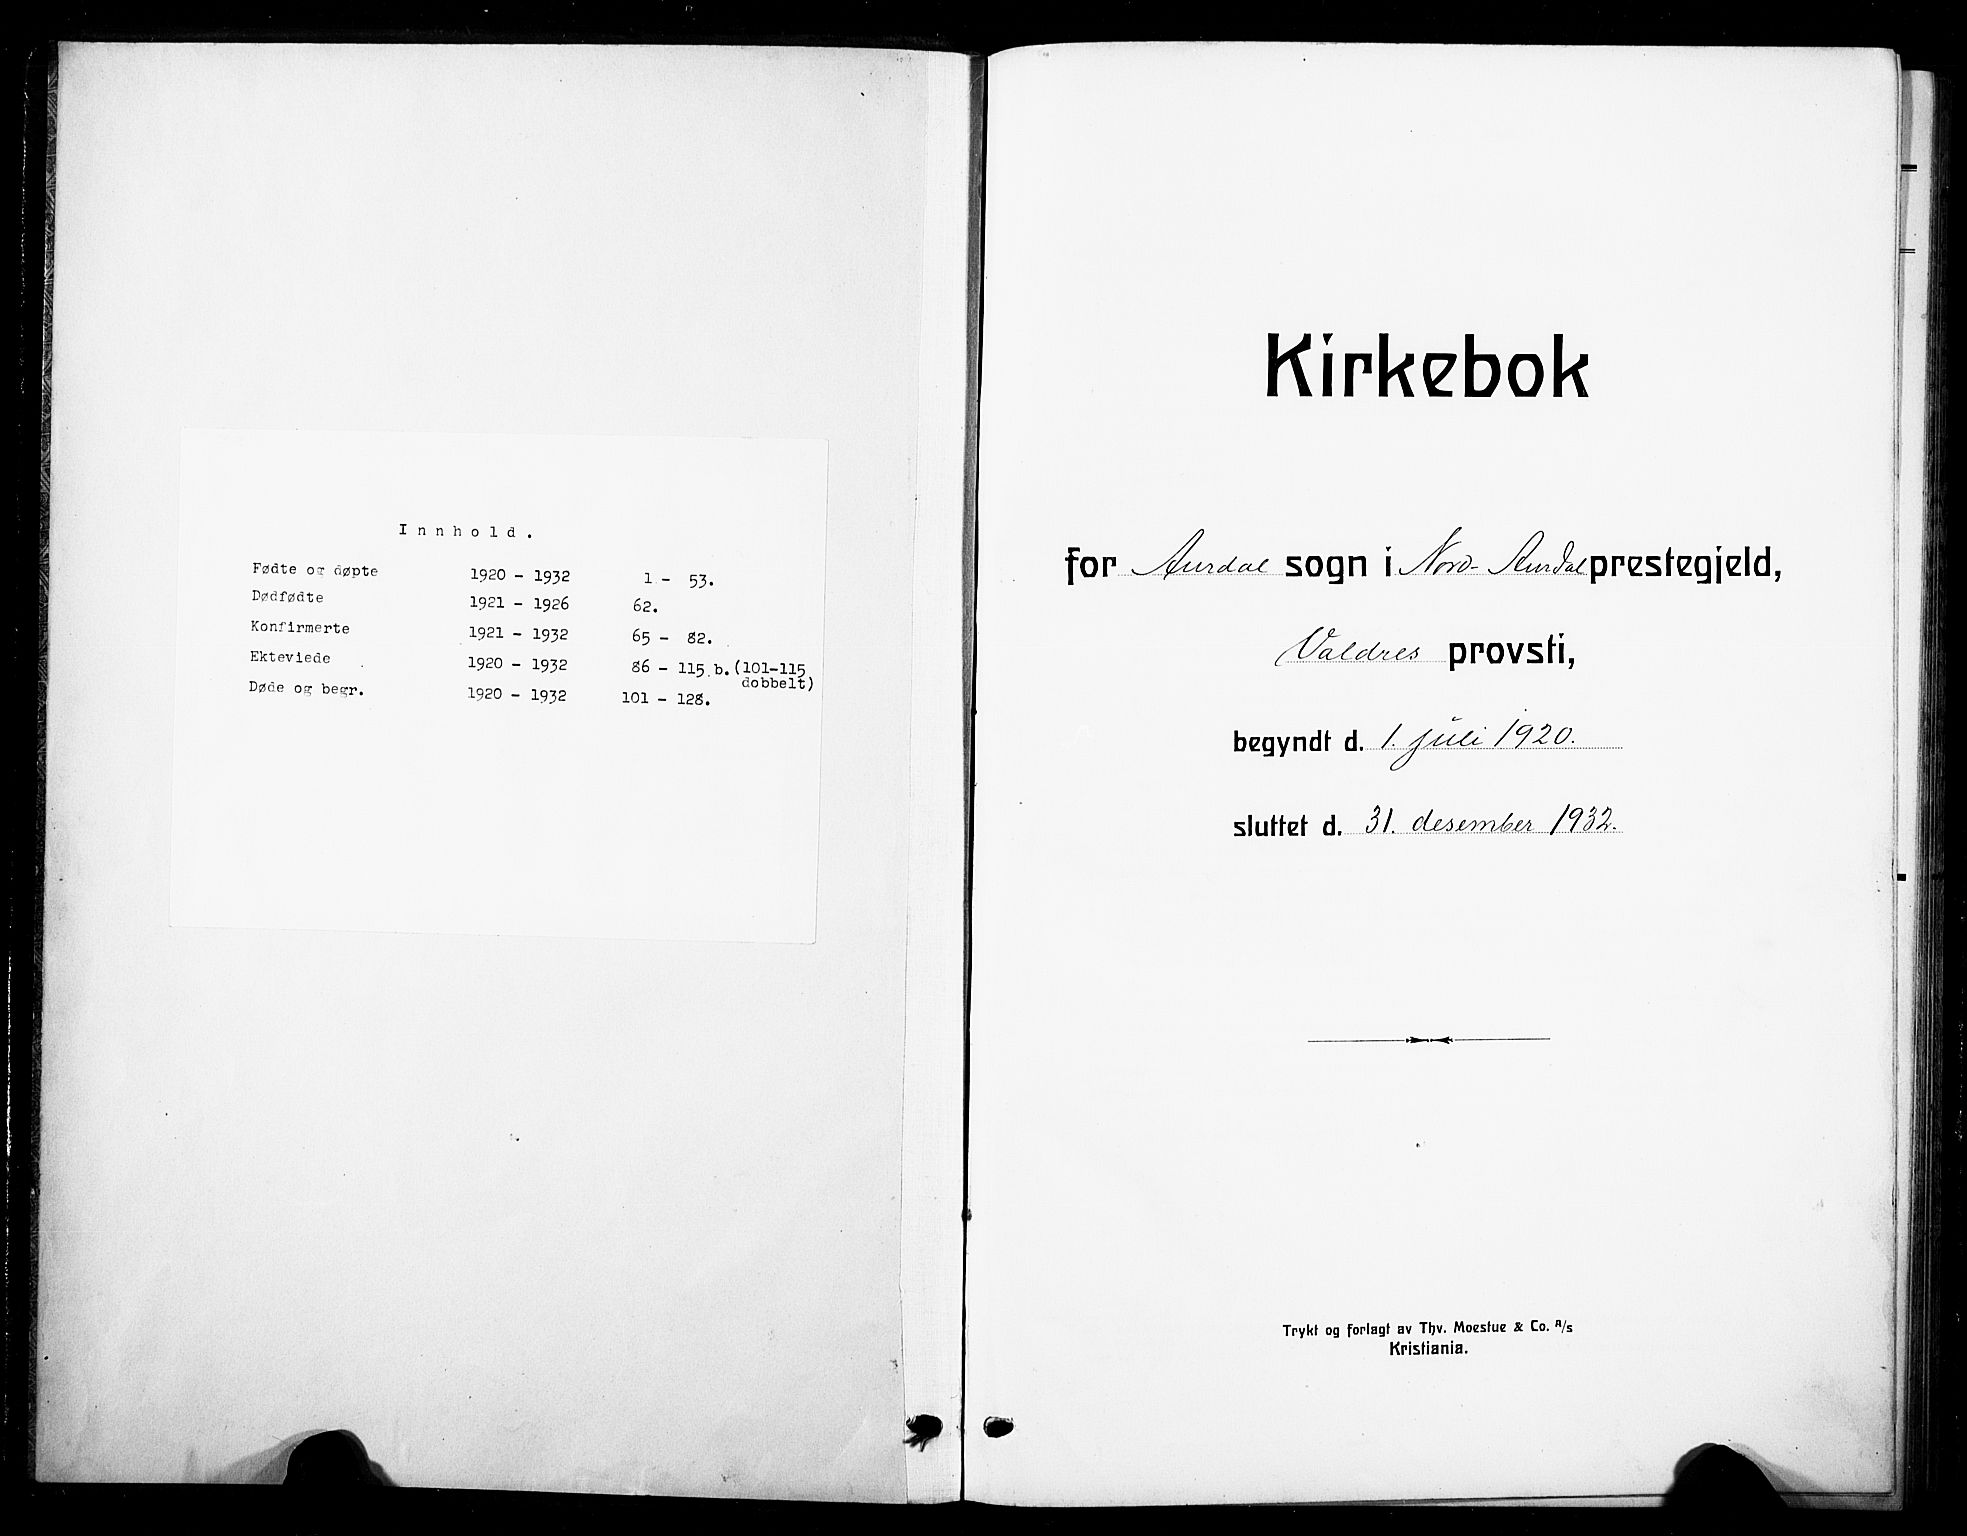 Innhold.
Fødte og døpte 1920 - 1932 1 - 53.
Dødfødte 1921 - 1926 62.
Konfirmerte 1921 - 1932 65 - 82.
Ekteviede 1920 - 1932 86 - 115 b. (101-115
dobbelt)
Døde og begr. 1920 - 1932 101 - 128.
Kirkebok
for Aurdal sogn i Nord-Aurdal prestegjeld,
Valdres provsti,
begyndt d. 1. juli 1920.
sluttet d. 31. desember 1932.
Trykt og forlagt av Thv. Moestue & Co. A/s
Kristiania.